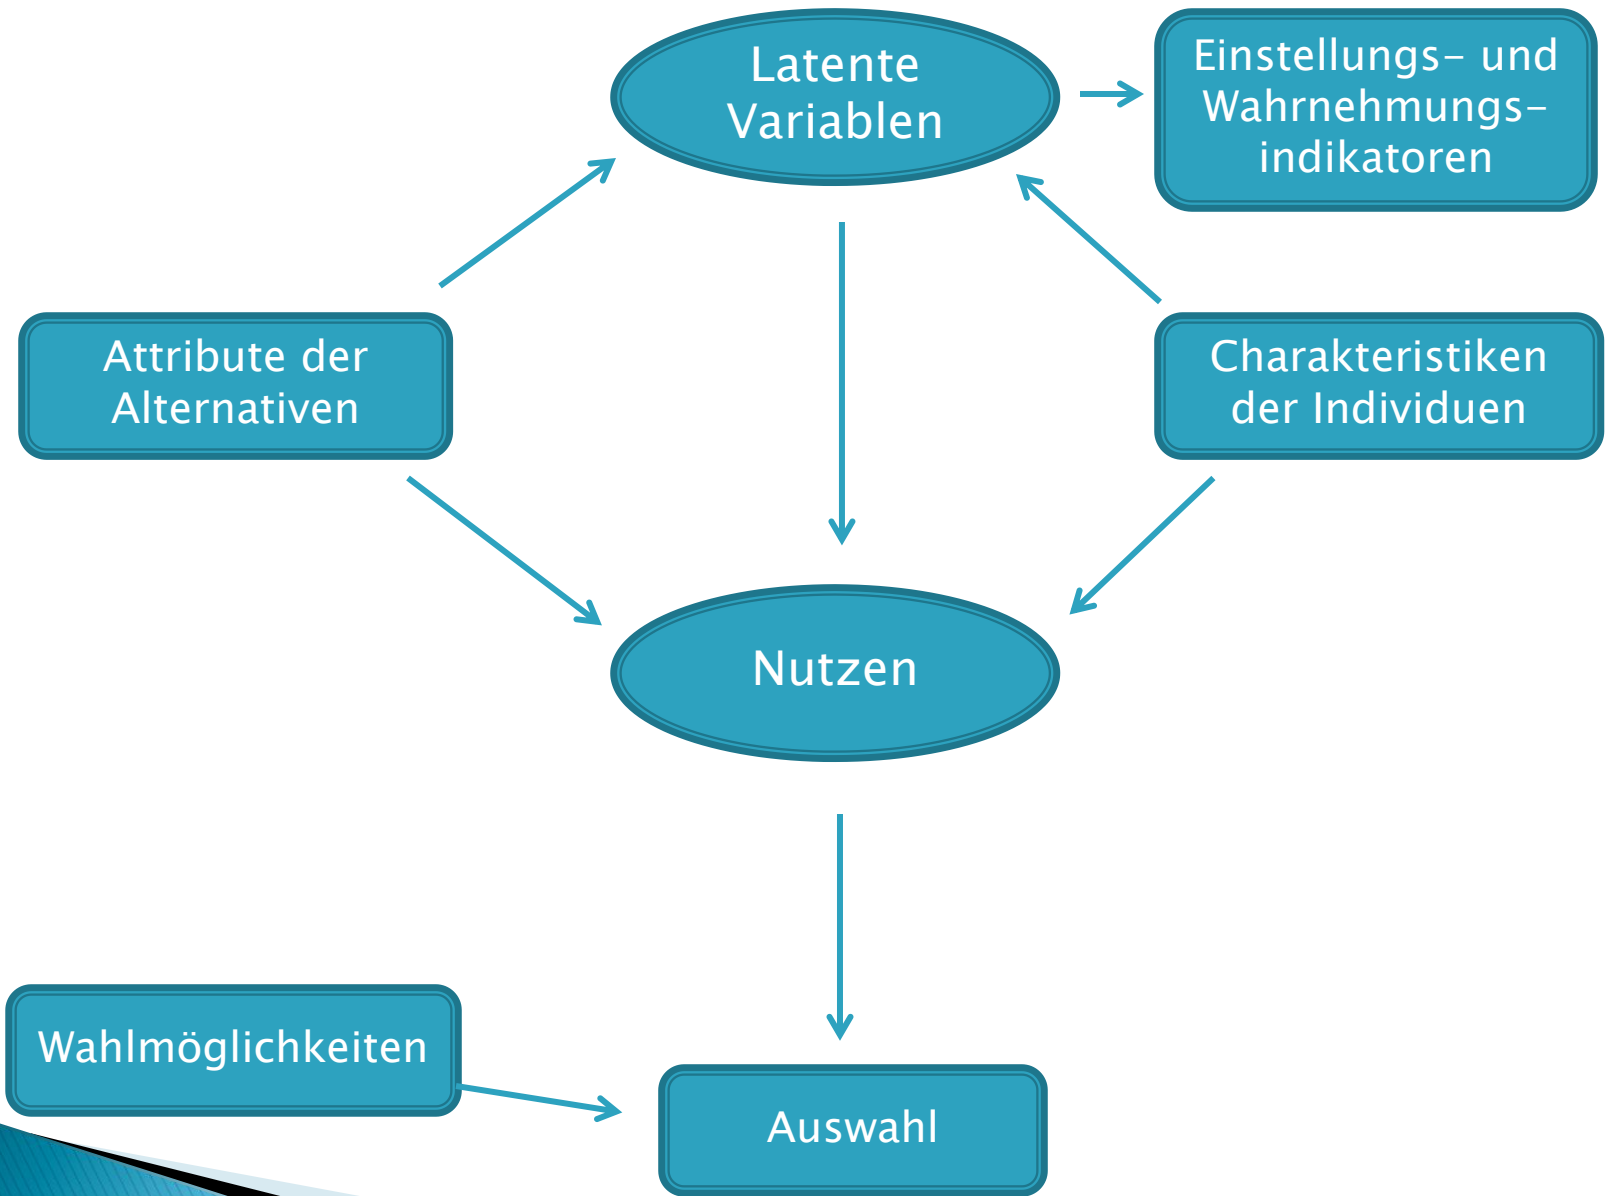 Latente
Variablen
Einstellungs- und
Wahrnehmungs-
indikatoren
Attribute der
Alternativen
Charakteristiken
der Individuen
Nutzen
Wahlmöglichkeiten
Auswahl